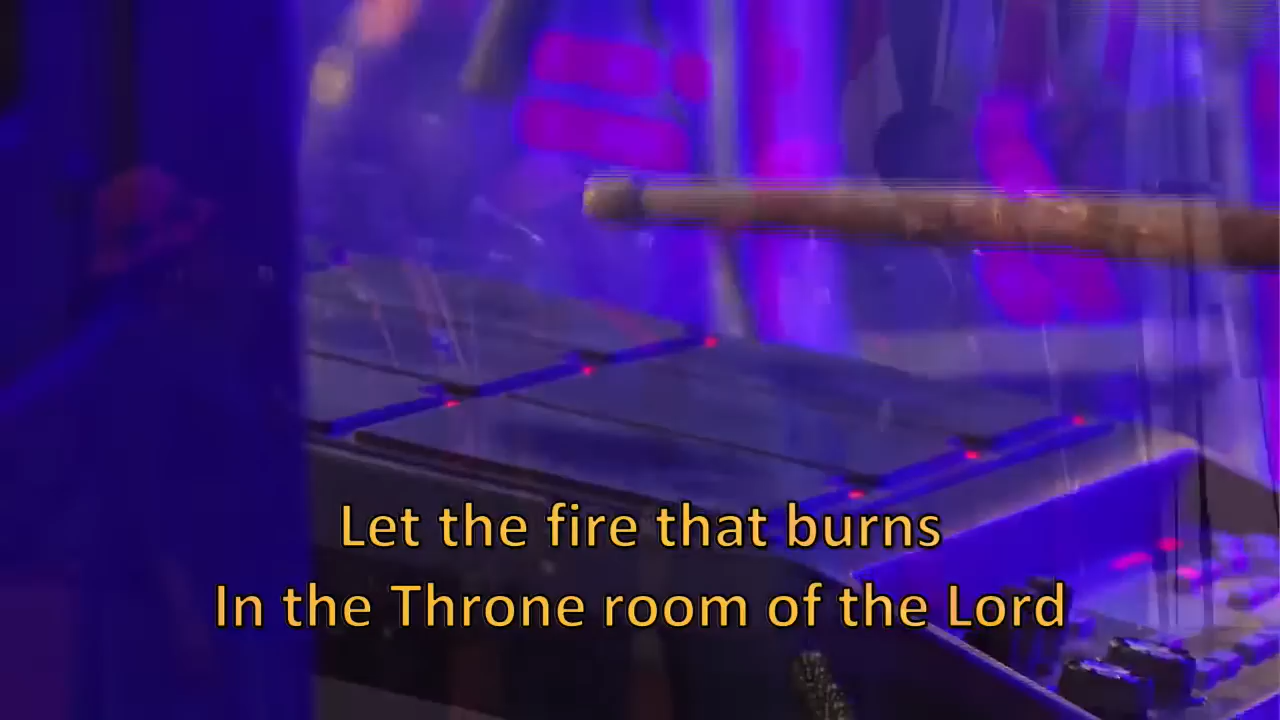 Let the fire that burns
In the Throne room of the Lord